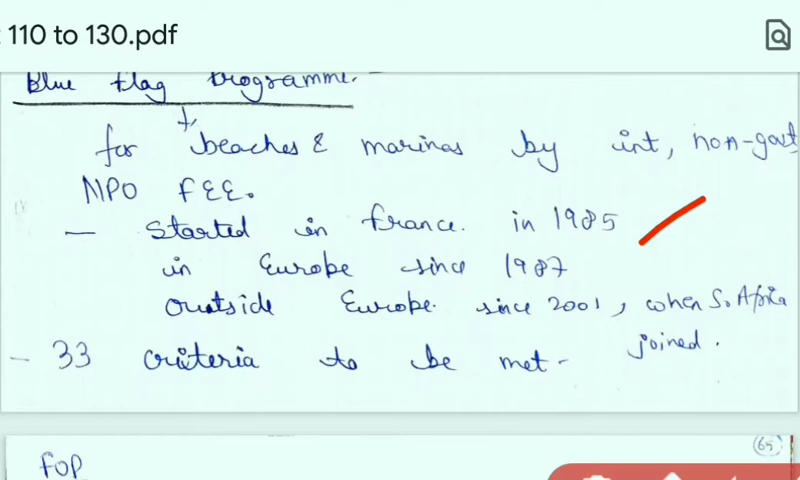 110 to 130.pdf
Blue flag Programme.
for beaches & marinas by int, non-govt
NPO FEE.
— Started in france. in 1985
in Europe since 1987
outside Europe. since 2001, when S. Africa
joined.
- 33 criteria to be met-
(65)
FOP